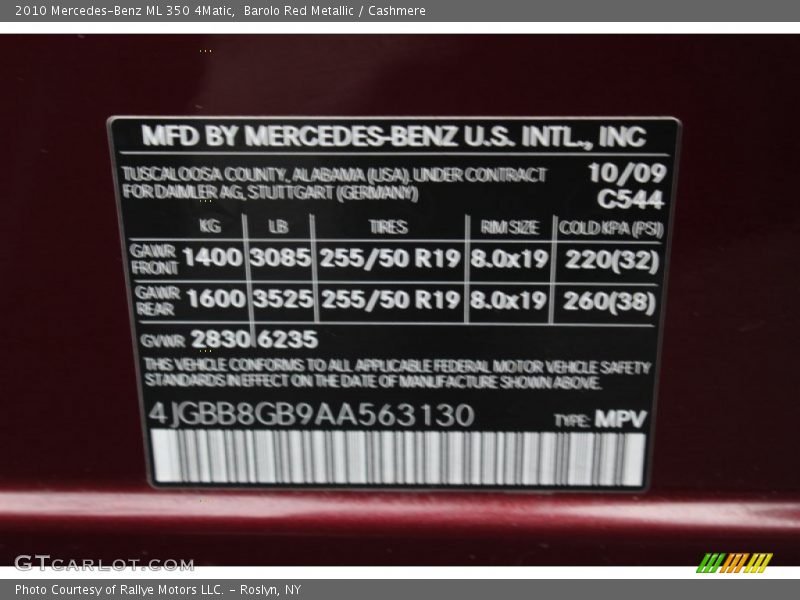 2010 Mercedes-Benz ML 350 4Matic, Barolo Red Metallic / Cashmere
MFD BY MERCEDES-BENZ U.S. INTL., INC
TUSCALOOSA COUNTY, ALABAMA (USA), UNDER CONTRACT 10/09
FOR DAIMLER AG, STUTTGART (GERMANY) C544
KG LB TIRES RIM SIZE COLD KPA (PSI)
GAWR FRONT 1400 3085 255/50 R19 8.0x19 220(32)
GAWR REAR 1600 3525 255/50 R19 8.0x19 260(38)
GVWR 2830 6235
THIS VEHICLE CONFORMS TO ALL APPLICABLE FEDERAL MOTOR VEHICLE SAFETY
STANDARDS IN EFFECT ON THE DATE OF MANUFACTURE SHOWN ABOVE.
4JGBB8GB9AA563130 TYPE: MPV
GTCARLOT.COM
Photo Courtesy of Rallye Motors LLC. - Roslyn, NY